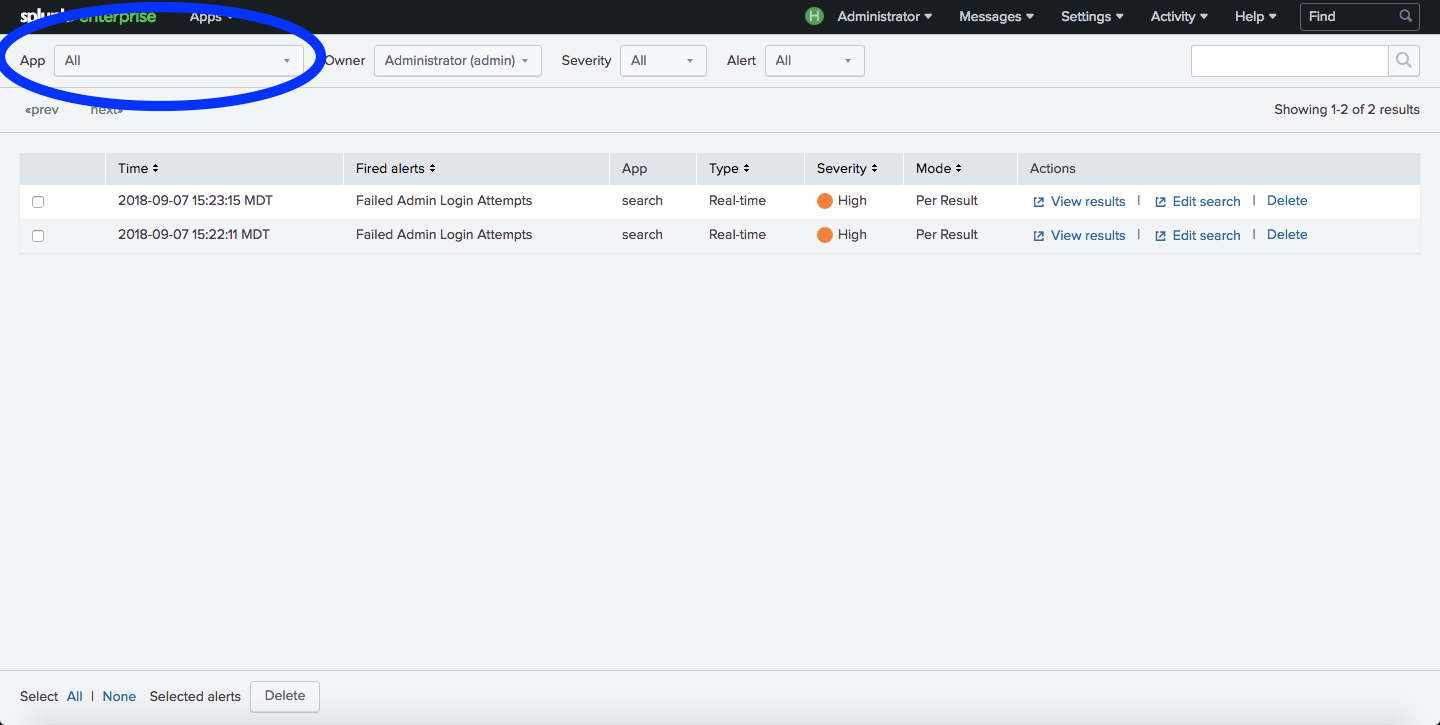 splunk>enterprise Apps H Administrator Messages Settings Activity Help Find
App All Owner Administrator (admin) Severity All Alert All
«prev next» Showing 1-2 of 2 results
Time Fired alerts App Type Severity Mode Actions
2018-09-07 15:23:15 MDT Failed Admin Login Attempts search Real-time High Per Result View results | Edit search | Delete
2018-09-07 15:22:11 MDT Failed Admin Login Attempts search Real-time High Per Result View results | Edit search | Delete
Select All | None Selected alerts Delete